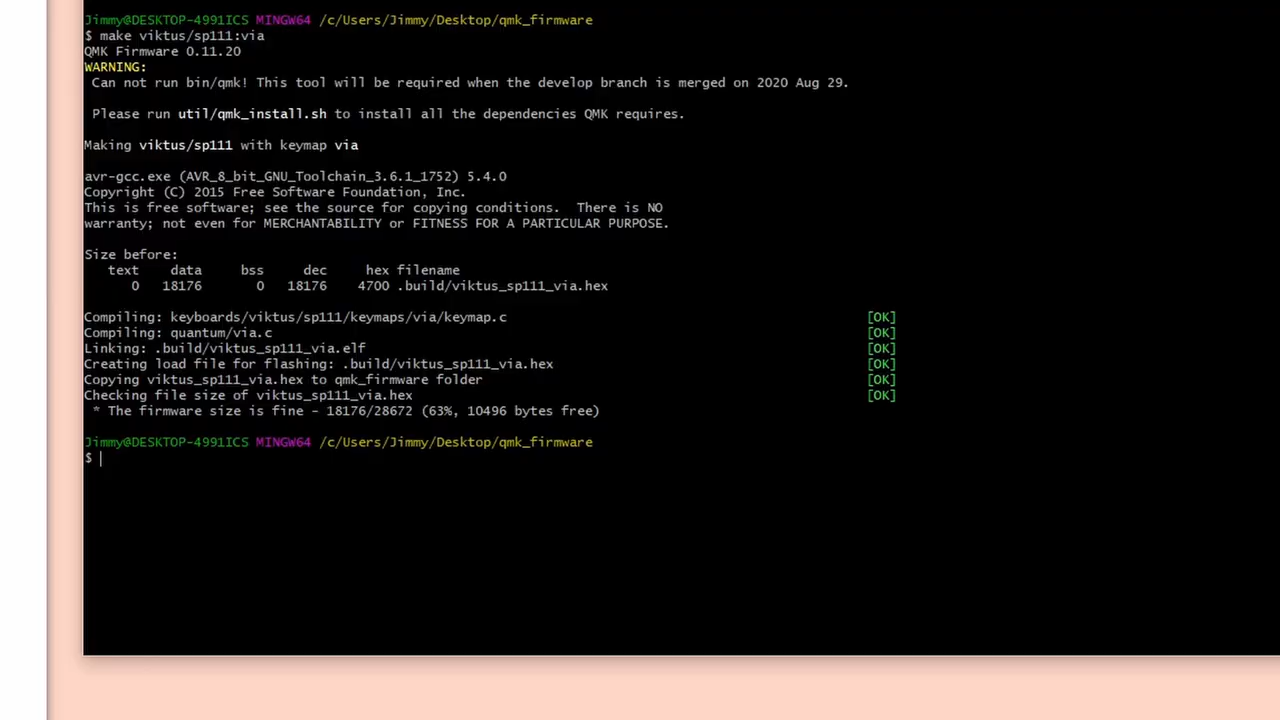 Jimmy@DESKTOP-4991ICS MINGW64 /c/Users/Jimmy/Desktop/qmk_firmware
$ make viktus/sp111:via
QMK Firmware 0.11.20
WARNING:
Can not run bin/qmk! This tool will be required when the develop branch is merged on 2020 Aug 29.
Please run util/qmk_install.sh to install all the dependencies QMK requires.
Making viktus/sp111 with keymap via
avr-gcc.exe (AVR_8_bit_GNU_Toolchain_3.6.1_1752) 5.4.0
Copyright (C) 2015 Free Software Foundation, Inc.
This is free software; see the source for copying conditions.  There is NO
warranty; not even for MERCHANTABILITY or FITNESS FOR A PARTICULAR PURPOSE.
Size before:
text    data     bss     dec     hex filename
0   18176       0   18176    4700 .build/viktus_sp111_via.hex
Compiling: keyboards/viktus/sp111/keymaps/via/keymap.c [OK]
Compiling: quantum/via.c [OK]
Linking: .build/viktus_sp111_via.elf [OK]
Creating load file for flashing: .build/viktus_sp111_via.hex [OK]
Copying viktus_sp111_via.hex to qmk_firmware folder [OK]
Checking file size of viktus_sp111_via.hex [OK]
* The firmware size is fine - 18176/28672 (63%, 10496 bytes free)
Jimmy@DESKTOP-4991ICS MINGW64 /c/Users/Jimmy/Desktop/qmk_firmware
$